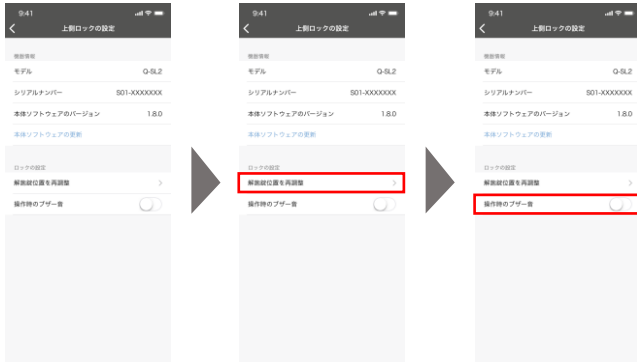 9:41
上側ロックの設定
機器情報
モデル Q-SL2
シリアルナンバー S01-XXXXXXX
本体ソフトウェアのバージョン 1.8.0
本体ソフトウェアの更新
ロックの設定
解施錠位置を再調整
操作時のブザー音
9:41
上側ロックの設定
機器情報
モデル Q-SL2
シリアルナンバー S01-XXXXXXX
本体ソフトウェアのバージョン 1.8.0
本体ソフトウェアの更新
ロックの設定
解施錠位置を再調整
操作時のブザー音
9:41
上側ロックの設定
機器情報
モデル Q-SL2
シリアルナンバー S01-XXXXXXX
本体ソフトウェアのバージョン 1.8.0
本体ソフトウェアの更新
ロックの設定
解施錠位置を再調整
操作時のブザー音